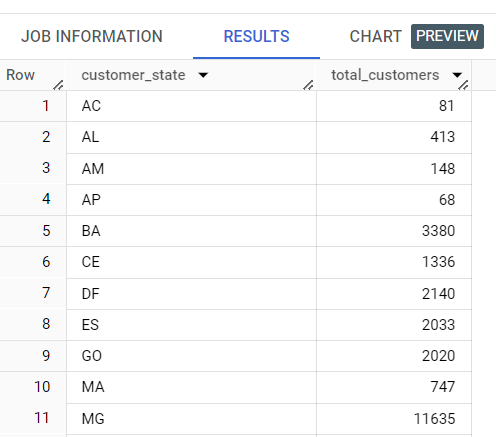 JOB INFORMATION RESULTS CHART PREVIEW
Row customer_state total_customers
1 AC 81
2 AL 413
3 AM 148
4 AP 68
5 BA 3380
6 CE 1336
7 DF 2140
8 ES 2033
9 GO 2020
10 MA 747
11 MG 11635